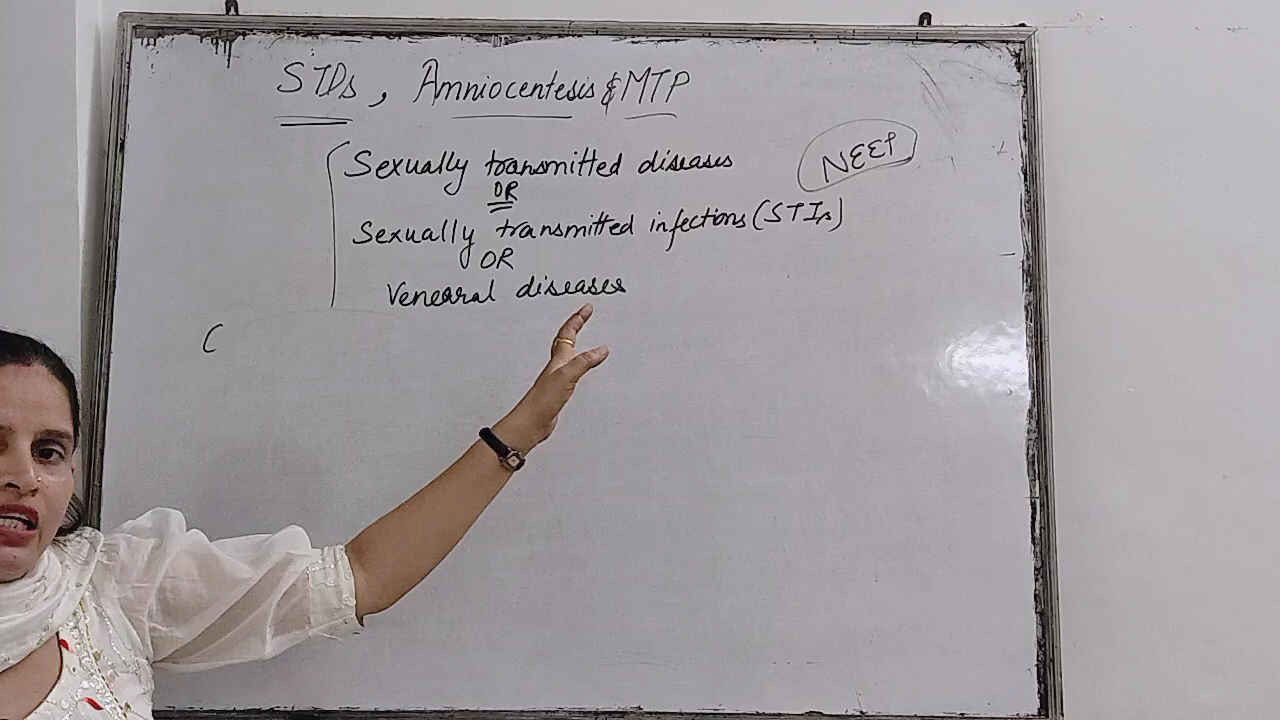 STDs, Amniocentesis & MTP
Sexually transmitted diseases
NEET
OR
Sexually transmitted infections (STIs)
OR
Venearal diseases
C